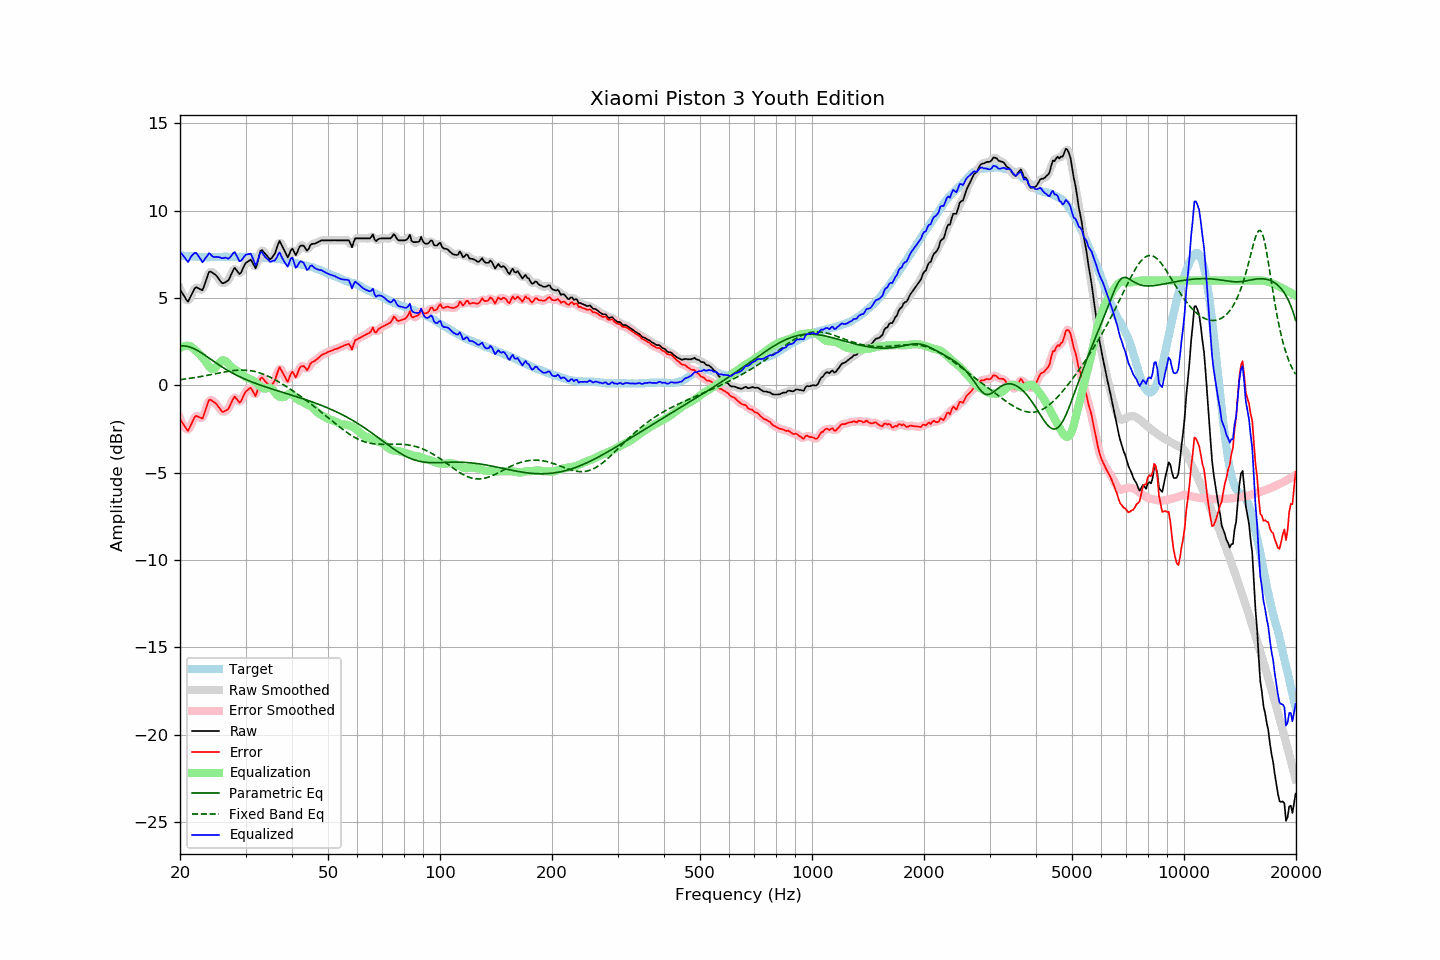 Xiaomi Piston 3 Youth Edition
Amplitude (dBr)
15
10
5
0
−5
−10
−15
−20
−25
Target
Raw Smoothed
Error Smoothed
Raw
Error
Equalization
Parametric Eq
Fixed Band Eq
Equalized
20 50 100 200 500 1000 2000 5000 10000 20000
Frequency (Hz)